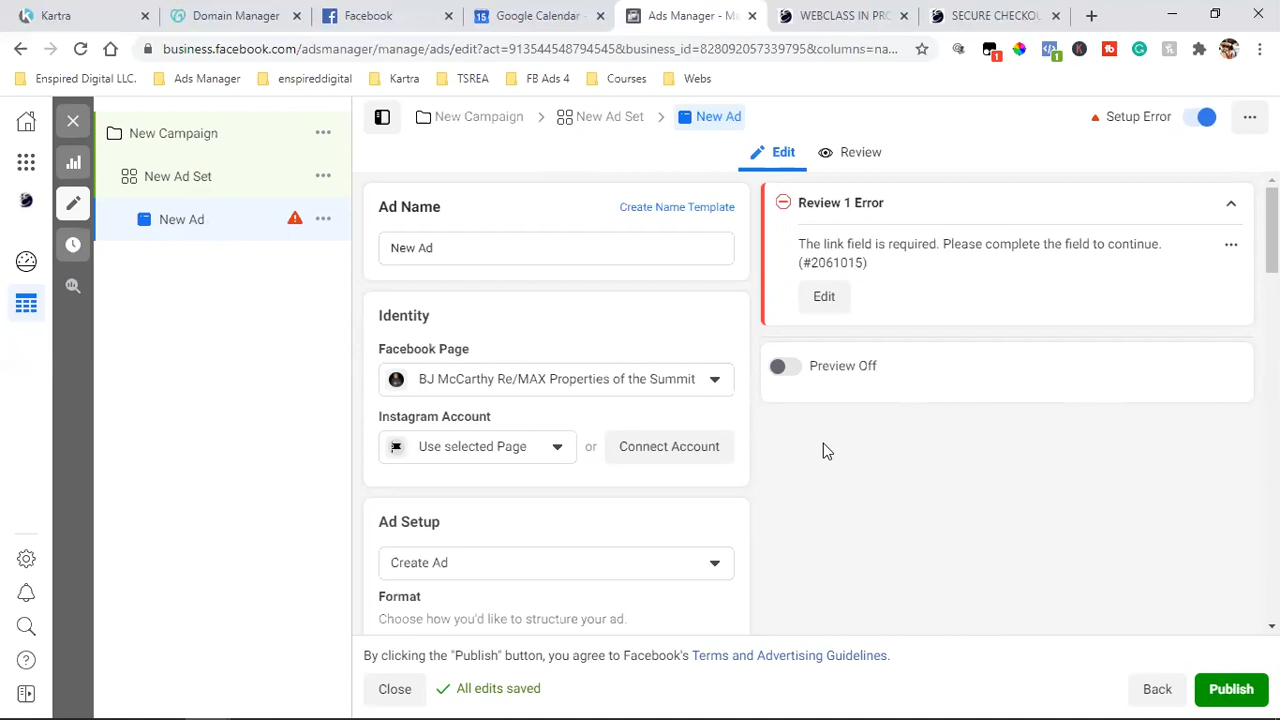 Kartra
Domain Manager
Facebook
Google Calendar -
Ads Manager - M
WEBCLASS IN PRO
SECURE CHECKOU
business.facebook.com/adsmanager/manage/ads/edit?act=913544548794545&business_id=828092057339795&columns=na...
Enspired Digital LLC. Ads Manager enspireddigital Kartra TSREA FB Ads 4 Courses Webs
New Campaign
New Ad Set
New Ad
New Campaign > New Ad Set > New Ad
Setup Error
Edit Review
Ad Name Create Name Template
New Ad
Identity
Facebook Page
BJ McCarthy Re/MAX Properties of the Summit
Instagram Account
Use selected Page or Connect Account
Ad Setup
Create Ad
Format
Choose how you'd like to structure your ad.
Review 1 Error
The link field is required. Please complete the field to continue.
(#2061015)
Edit
Preview Off
By clicking the "Publish" button, you agree to Facebook's Terms and Advertising Guidelines.
Close All edits saved Back Publish